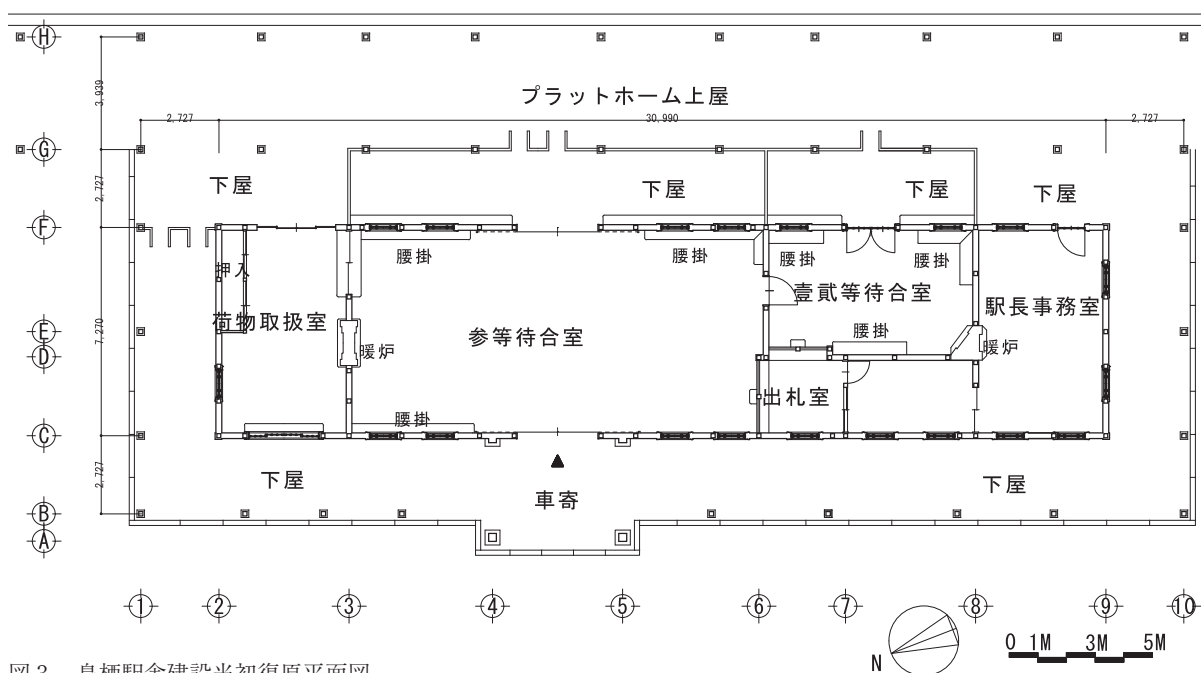 H
3,939
プラットホーム上屋
2,727 30,990 2,727
G
2,727
下屋 下屋 下屋 下屋
F
押入 腰掛 腰掛 腰掛 腰掛
7,270
荷物取扱室 参等待合室 壹貳等待合室 駅長事務室
E
D
暖炉 腰掛 暖炉
出札室
腰掛
C
2,727
下屋 車寄 下屋
B
A
1 2 3 4 5 6 7 8 9 10
N
0 1M 3M 5M